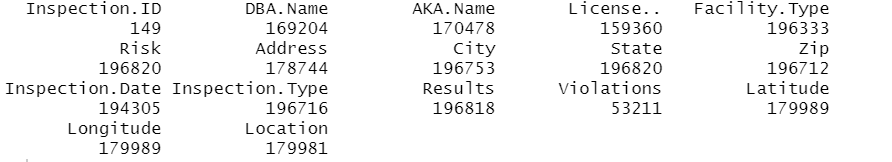 Inspection.ID DBA.Name AKA.Name License.. Facility.Type
149 169204 170478 159360 196333
Risk Address City State Zip
196820 178744 196753 196820 196712
Inspection.Date Inspection.Type Results Violations Latitude
194305 196716 196818 53211 179989
Longitude Location
179989 179981